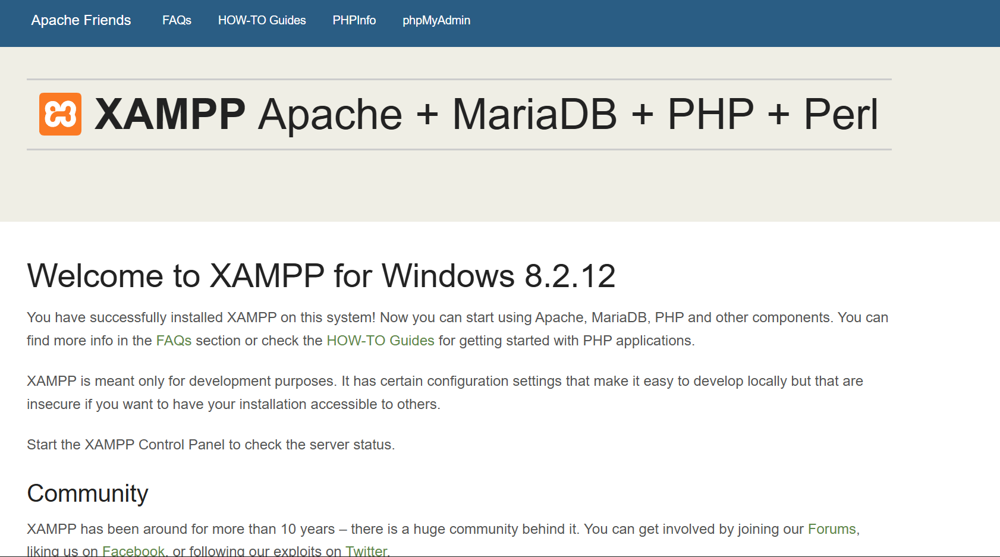 Apache Friends FAQs HOW-TO Guides PHPInfo phpMyAdmin
XAMPP Apache + MariaDB + PHP + Perl
Welcome to XAMPP for Windows 8.2.12
You have successfully installed XAMPP on this system! Now you can start using Apache, MariaDB, PHP and other components. You can
find more info in the FAQs section or check the HOW-TO Guides for getting started with PHP applications.
XAMPP is meant only for development purposes. It has certain configuration settings that make it easy to develop locally but that are
insecure if you want to have your installation accessible to others.
Start the XAMPP Control Panel to check the server status.
Community
XAMPP has been around for more than 10 years – there is a huge community behind it. You can get involved by joining our Forums,
liking us on Facebook, or following our exploits on Twitter.